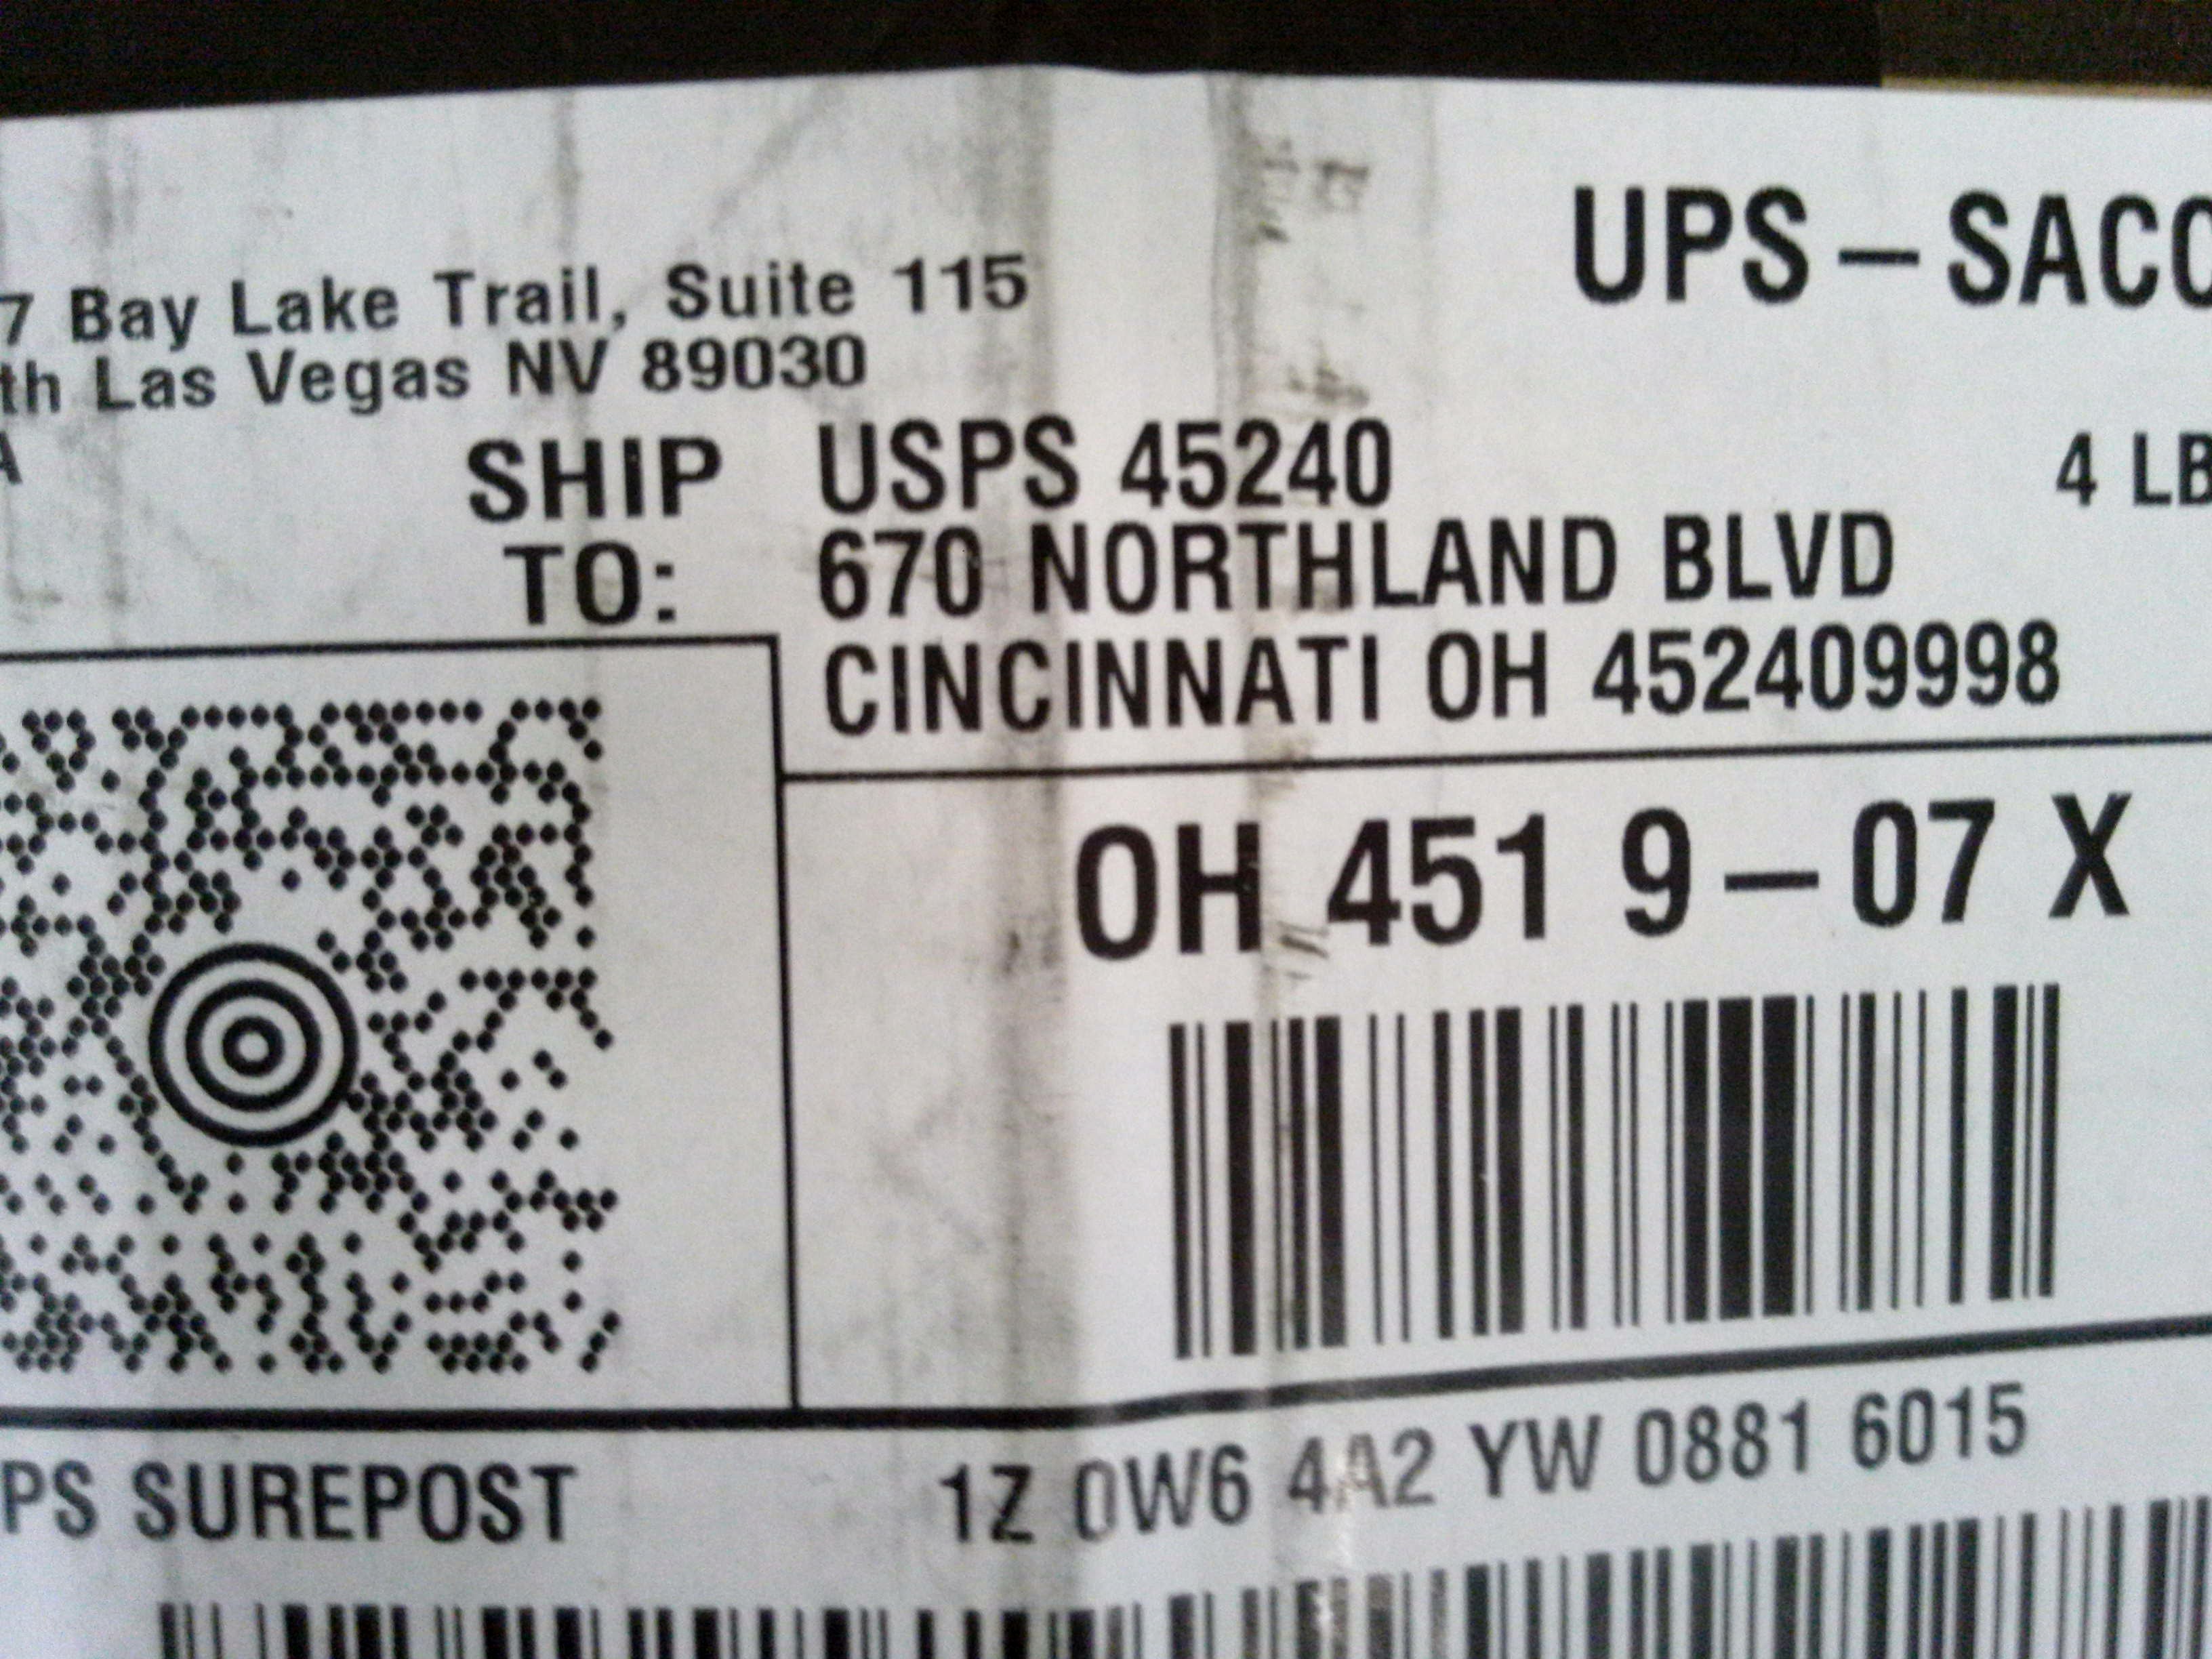 7 Bay Lake Trail, Suite 115
th Las Vegas NV 89030
A
UPS – SACC
4 LB
SHIP TO:
USPS 45240
670 NORTHLAND BLVD
CINCINNATI OH 452409998
OH 451 9 – 07 X
PS SUREPOST
1Z 0W6 4A2 YW 0881 6015